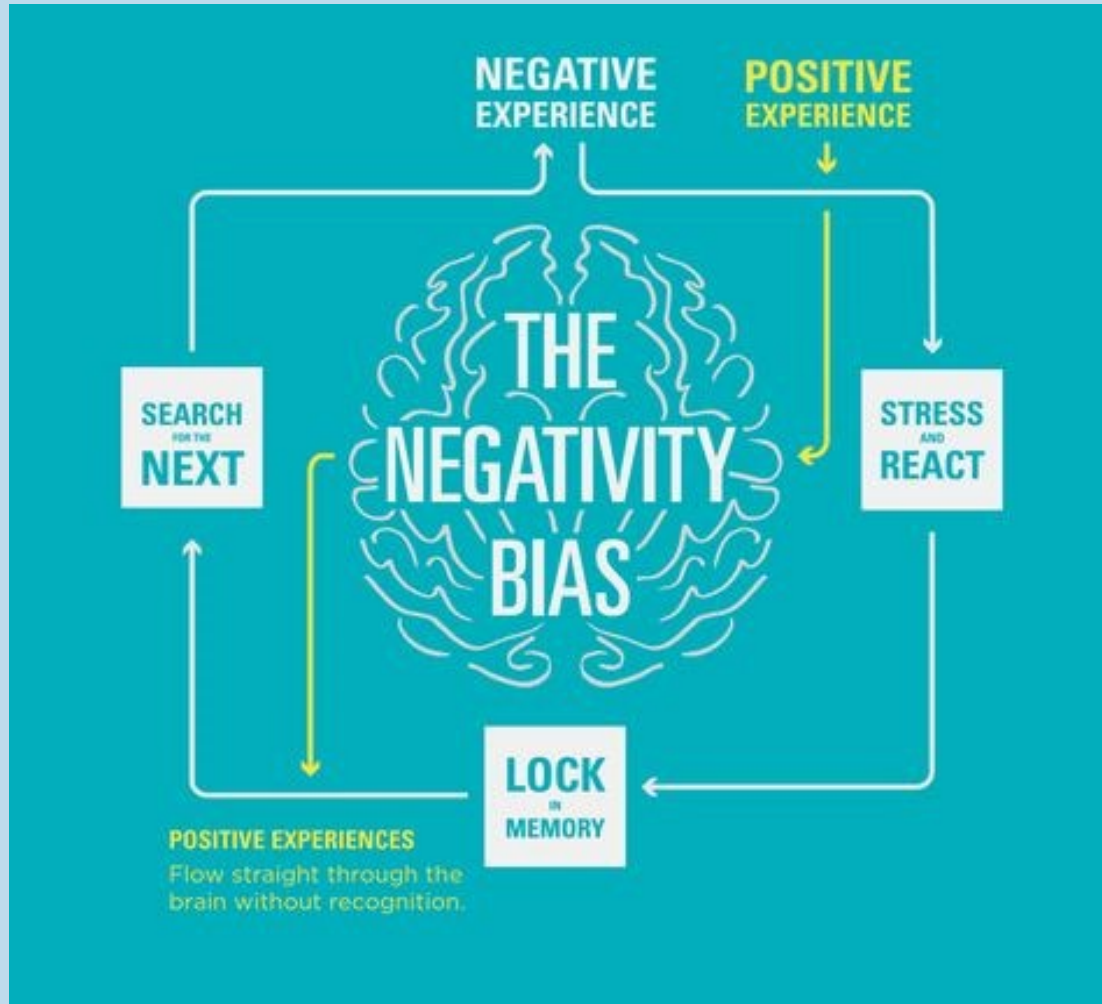 NEGATIVE
EXPERIENCE
POSITIVE
EXPERIENCE
THE
NEGATIVITY
BIAS
SEARCH
FOR THE
NEXT
STRESS
AND
REACT
LOCK
IN
MEMORY
POSITIVE EXPERIENCES
Flow straight through the
brain without recognition.